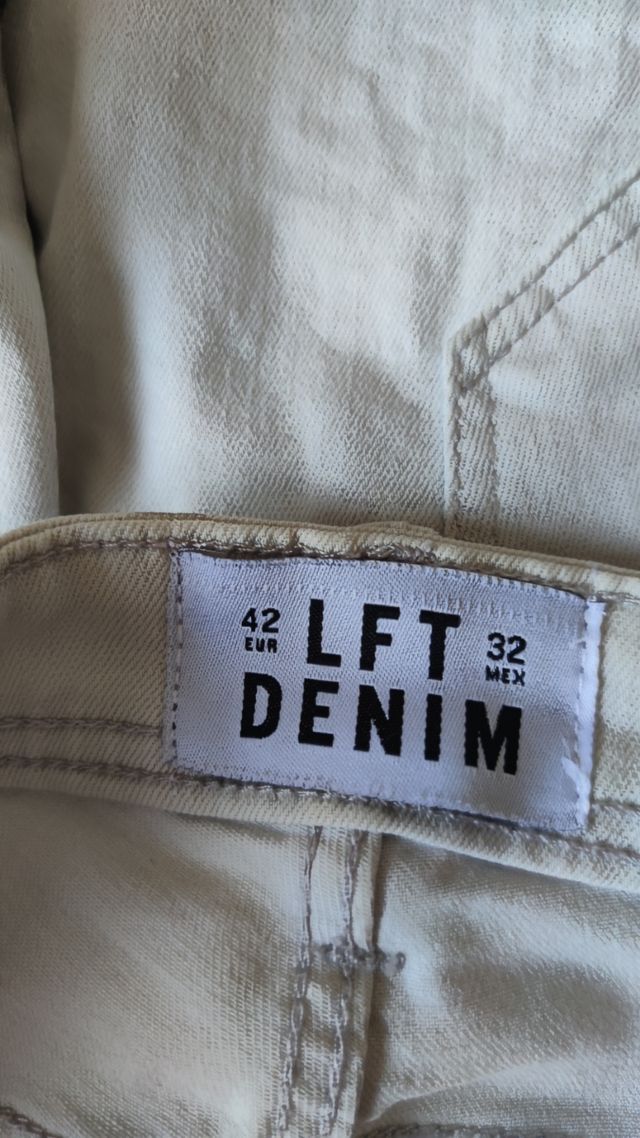 42 EUR
LFT
32 MEX
DENIM